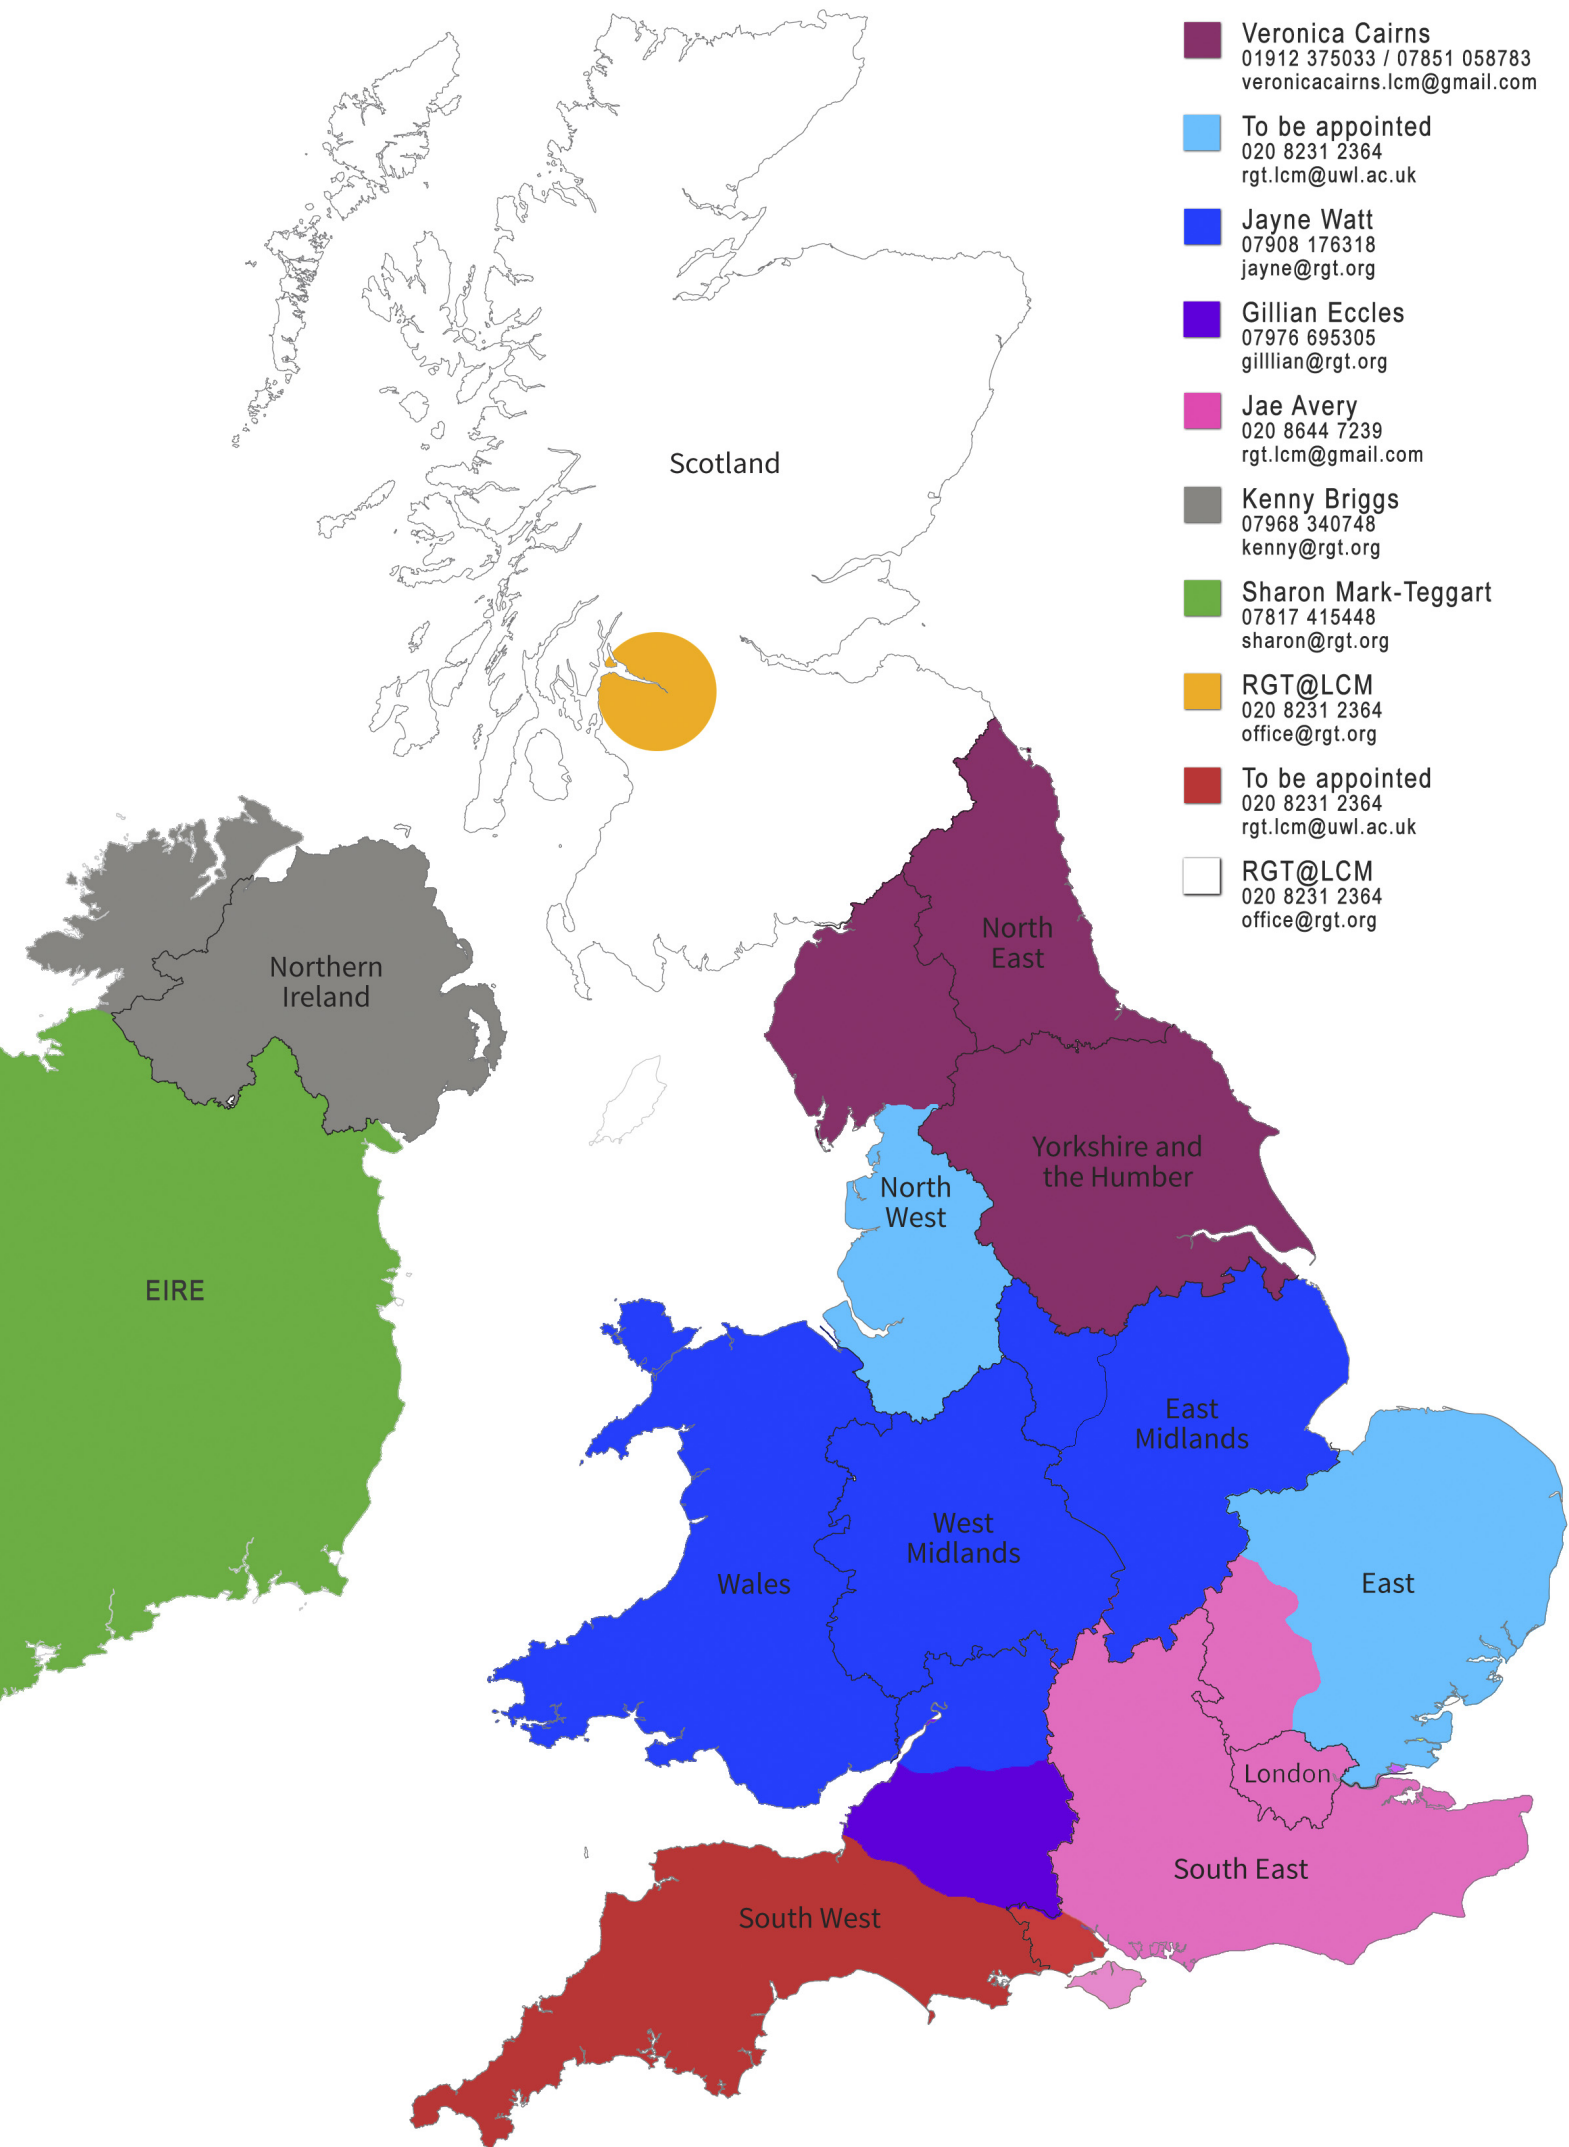 Veronica Cairns
01912 375033 / 07851 058783
veronicacairns.lcm@gmail.com
To be appointed
020 8231 2364
rgt.lcm@uwl.ac.uk
Jayne Watt
07908 176318
jayne@rgt.org
Gillian Eccles
07976 695305
gilllian@rgt.org
Jae Avery
020 8644 7239
rgt.lcm@gmail.com
Kenny Briggs
07968 340748
kenny@rgt.org
Sharon Mark-Teggart
07817 415448
sharon@rgt.org
RGT@LCM
020 8231 2364
office@rgt.org
To be appointed
020 8231 2364
rgt.lcm@uwl.ac.uk
RGT@LCM
020 8231 2364
office@rgt.org
Scotland
North
East
Northern
Ireland
Yorkshire and
the Humber
North
West
EIRE
East
Midlands
West
Midlands
Wales
East
London
South East
South West